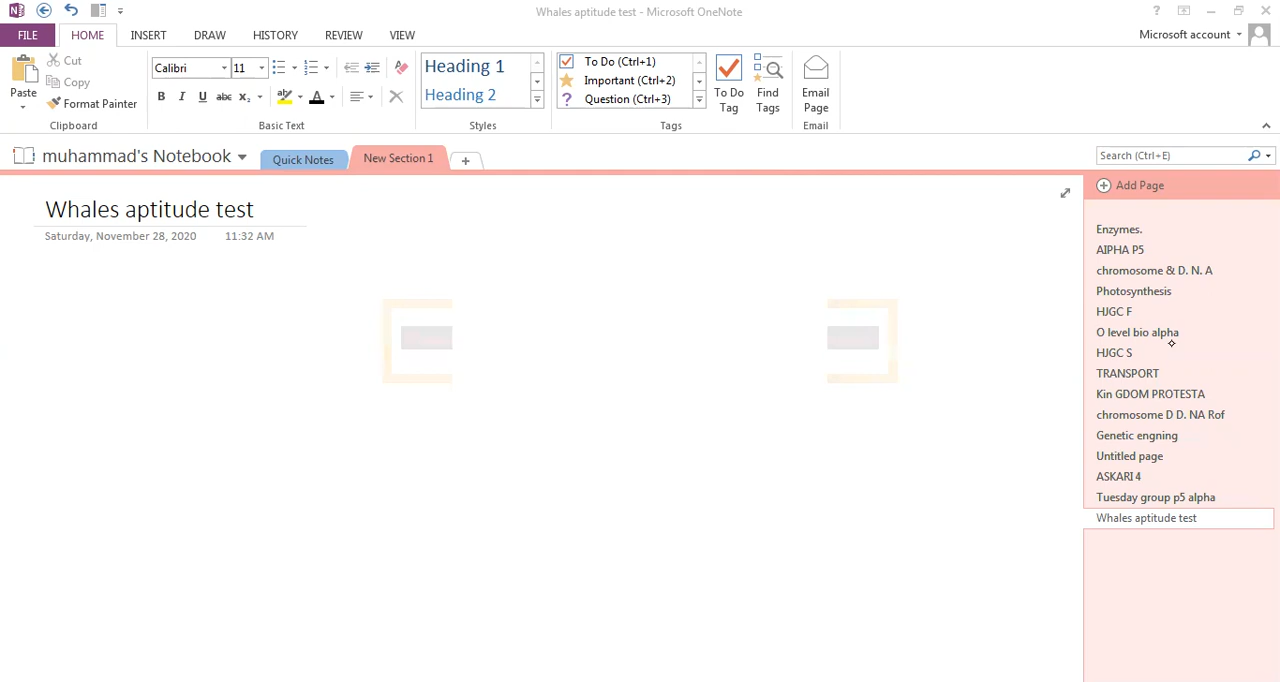 Whales aptitude test - Microsoft OneNote
?
FILE HOME INSERT DRAW HISTORY REVIEW VIEW
Microsoft account
Paste
Cut
Copy
Format Painter
Clipboard
Calibri 11
B I U abc X₂ ab A
Basic Text
Heading 1
Heading 2
Styles
To Do (Ctrl+1)
Important (Ctrl+2)
? Question (Ctrl+3)
To Do Tag
Find Tags
Tags
Email Page
Email
muhammad's Notebook
Quick Notes
New Section 1
+
Search (Ctrl+E)
Whales aptitude test
Saturday, November 28, 2020 11:32 AM
Add Page
Enzymes.
AIPHA P5
chromosome & D. N. A
Photosynthesis
HJGC F
O level bio alpha
HJGC S
TRANSPORT
Kin GDOM PROTESTA
chromosome D D. NA Rof
Genetic engning
Untitled page
ASKARI 4
Tuesday group p5 alpha
Whales aptitude test